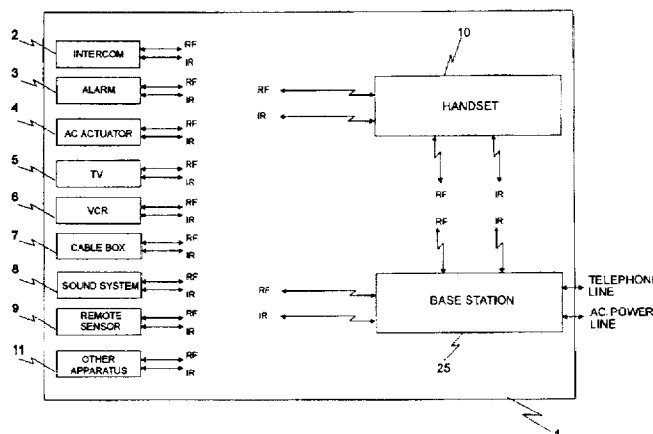 2
INTERCOM
RF
IR
3
ALARM
RF
IR
4
AC ACTUATOR
RF
IR
5
TV
RF
IR
6
VCR
RF
IR
7
CABLE BOX
RF
IR
8
SOUND SYSTEM
RF
IR
9
REMOTE
SENSOR
RF
IR
11
OTHER
APPARATUS
RF
IR
10
RF
IR
HANDSET
RF
IR
RF
IR
RF
IR
BASE STATION
25
TELEPHONE
LINE
AC POWER
LINE
1